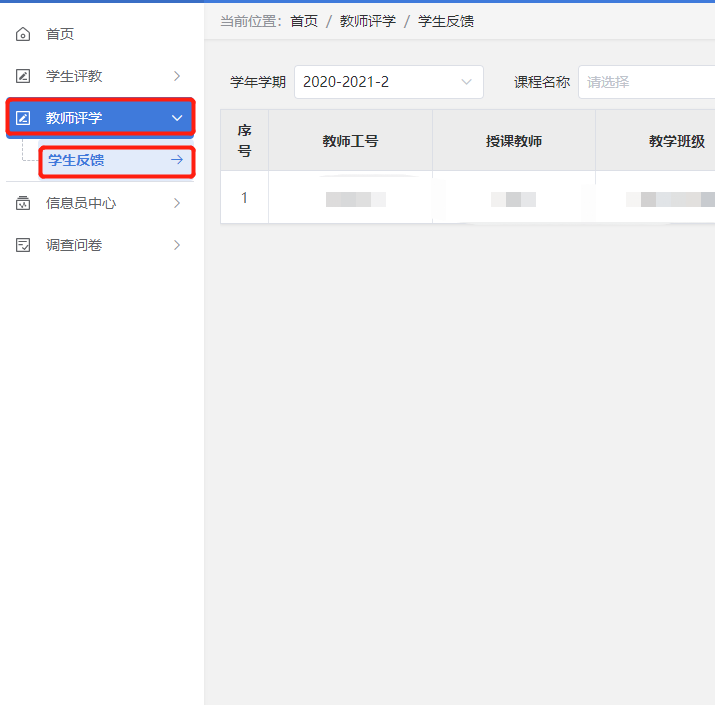 首页
学生评教
教师评学
学生反馈
信息员中心
调查问卷
当前位置： 首页 / 教师评学 / 学生反馈
学年学期 2020-2021-2 课程名称 请选择
序号 教师工号 授课教师 教学班级
1